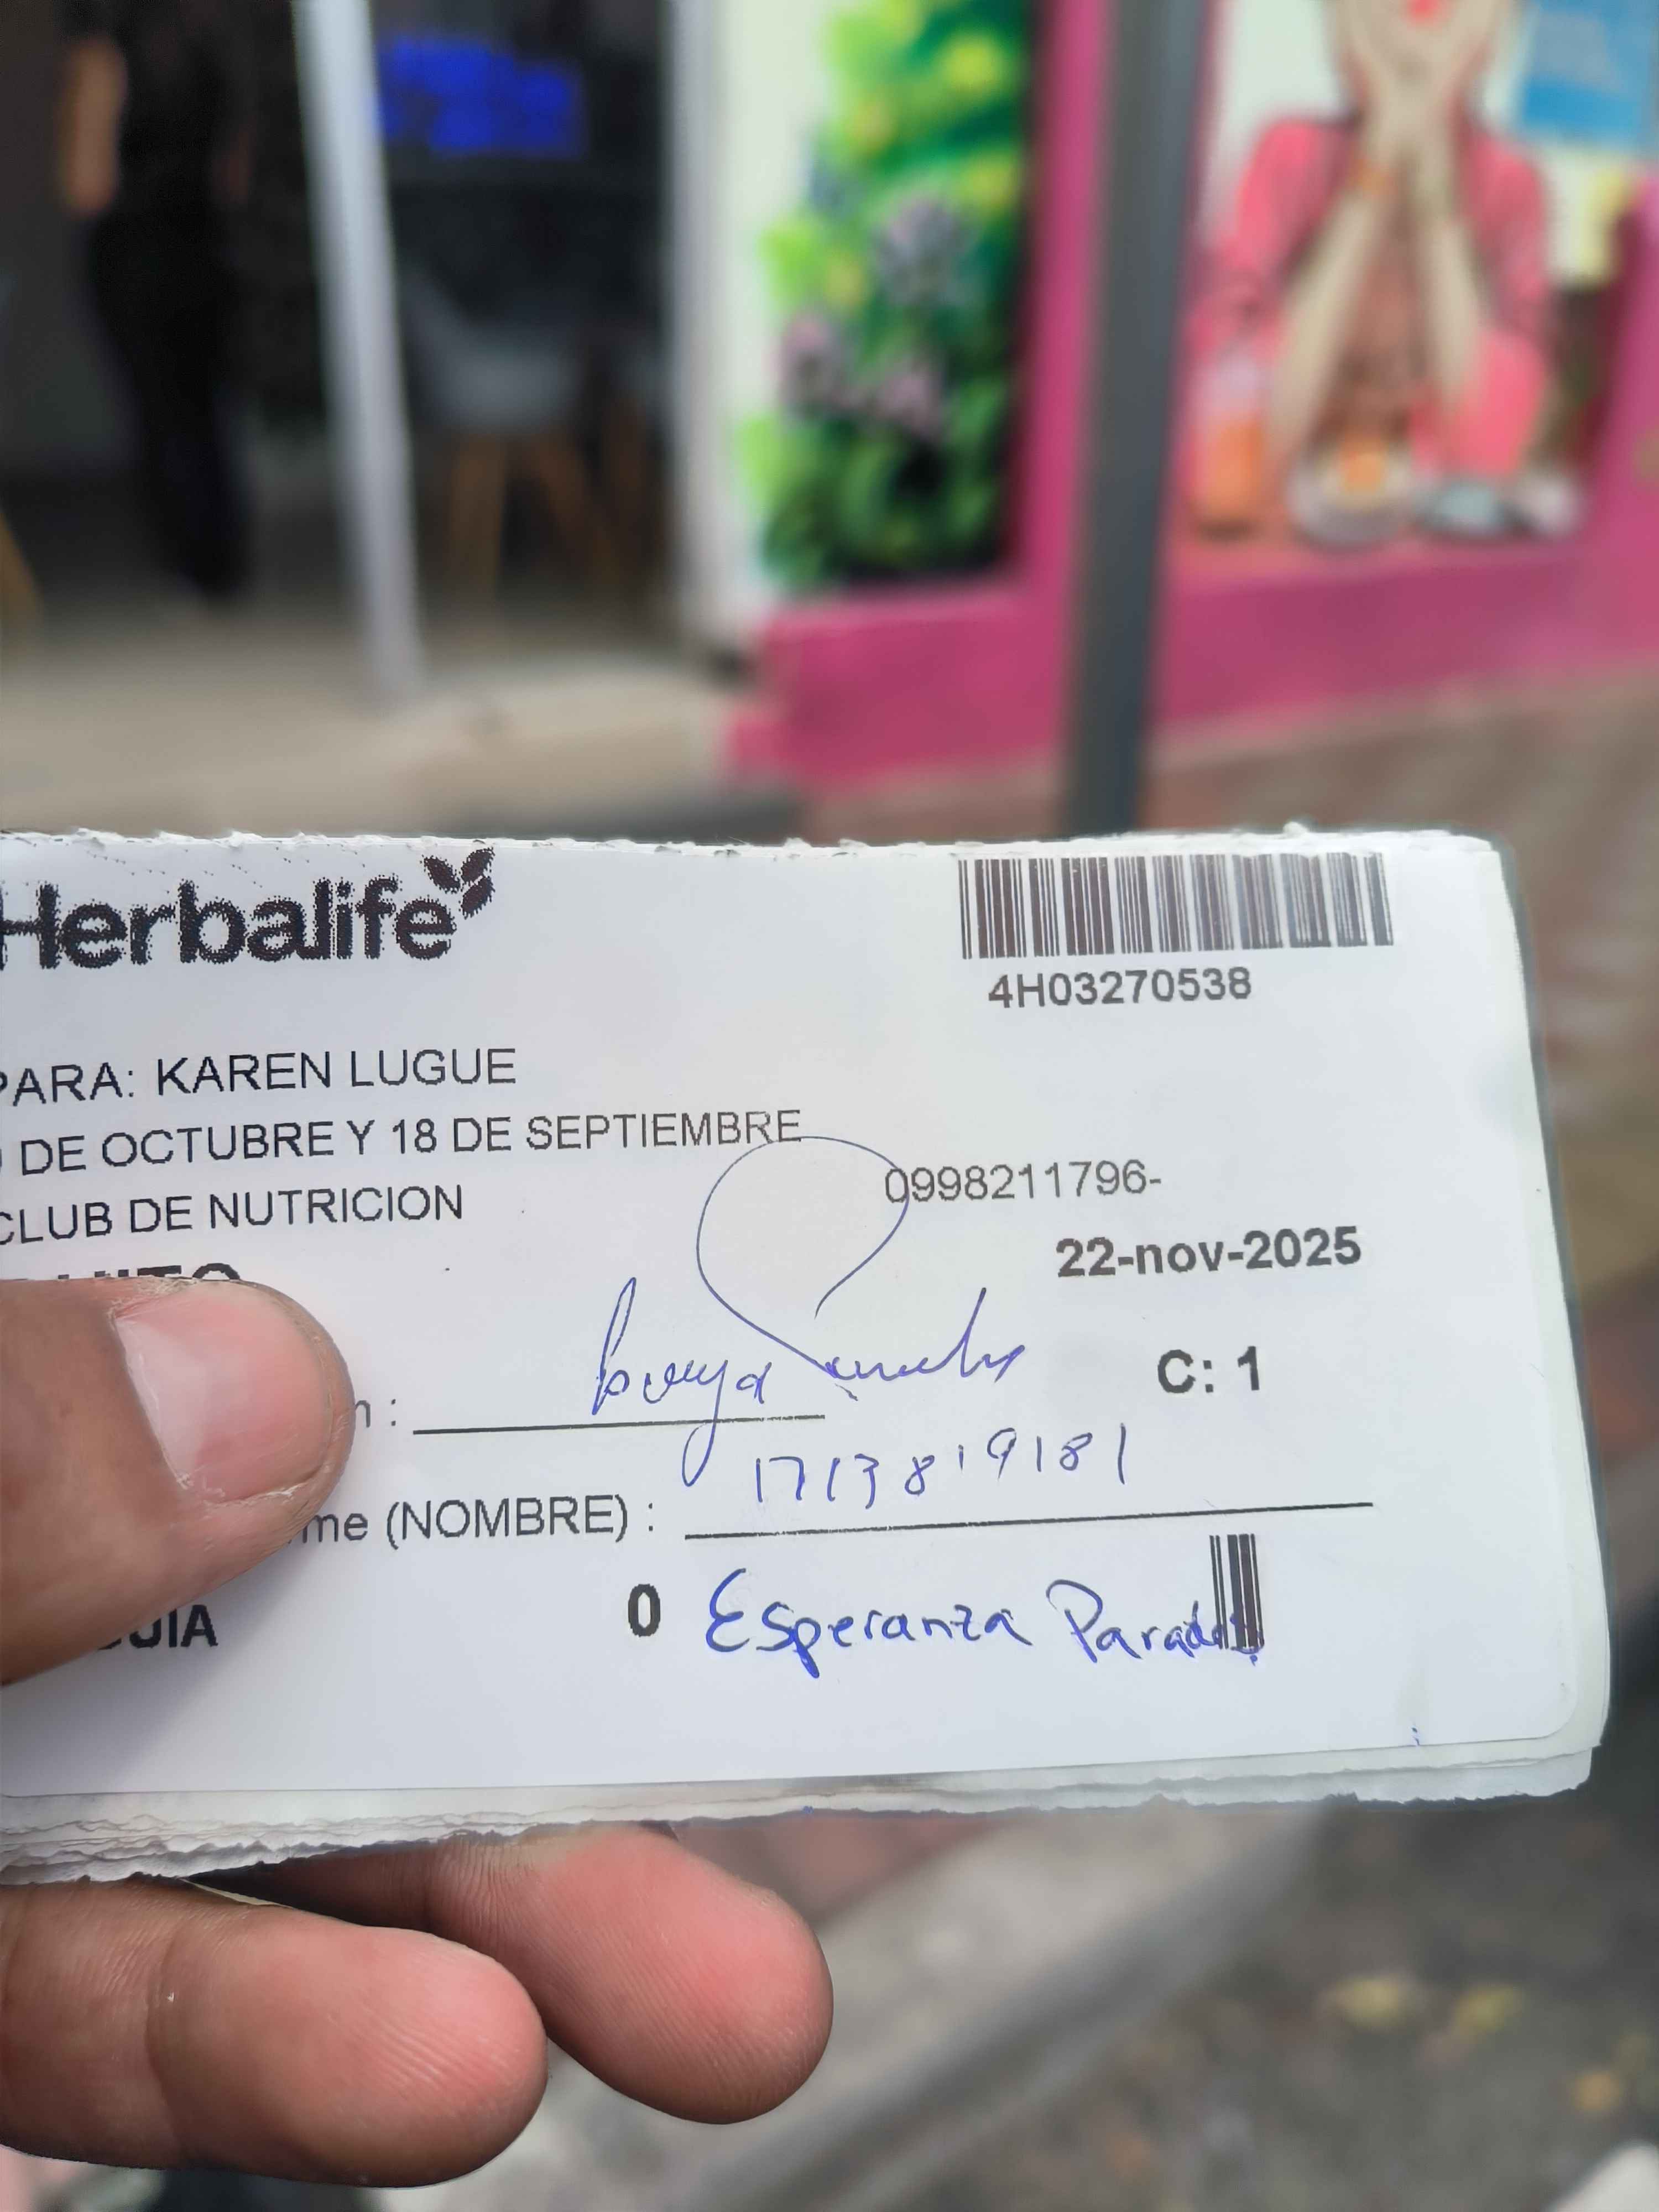 Herbalife
4H03270538
PARA: KAREN LUGUE
DE OCTUBRE Y 18 DE SEPTIEMBRE
0998211796-
CLUB DE NUTRICION
22-nov-2025
C: 1
1713819181
(NOMBRE) :
0 Esperanza